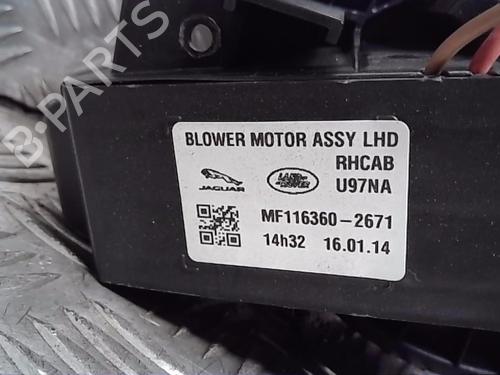 B-PARTS
BLOWER MOTOR ASSY LHD
RHCAB
JAGUAR LAND ROVER U97NA
MF116360-2671
14h32 16.01.14